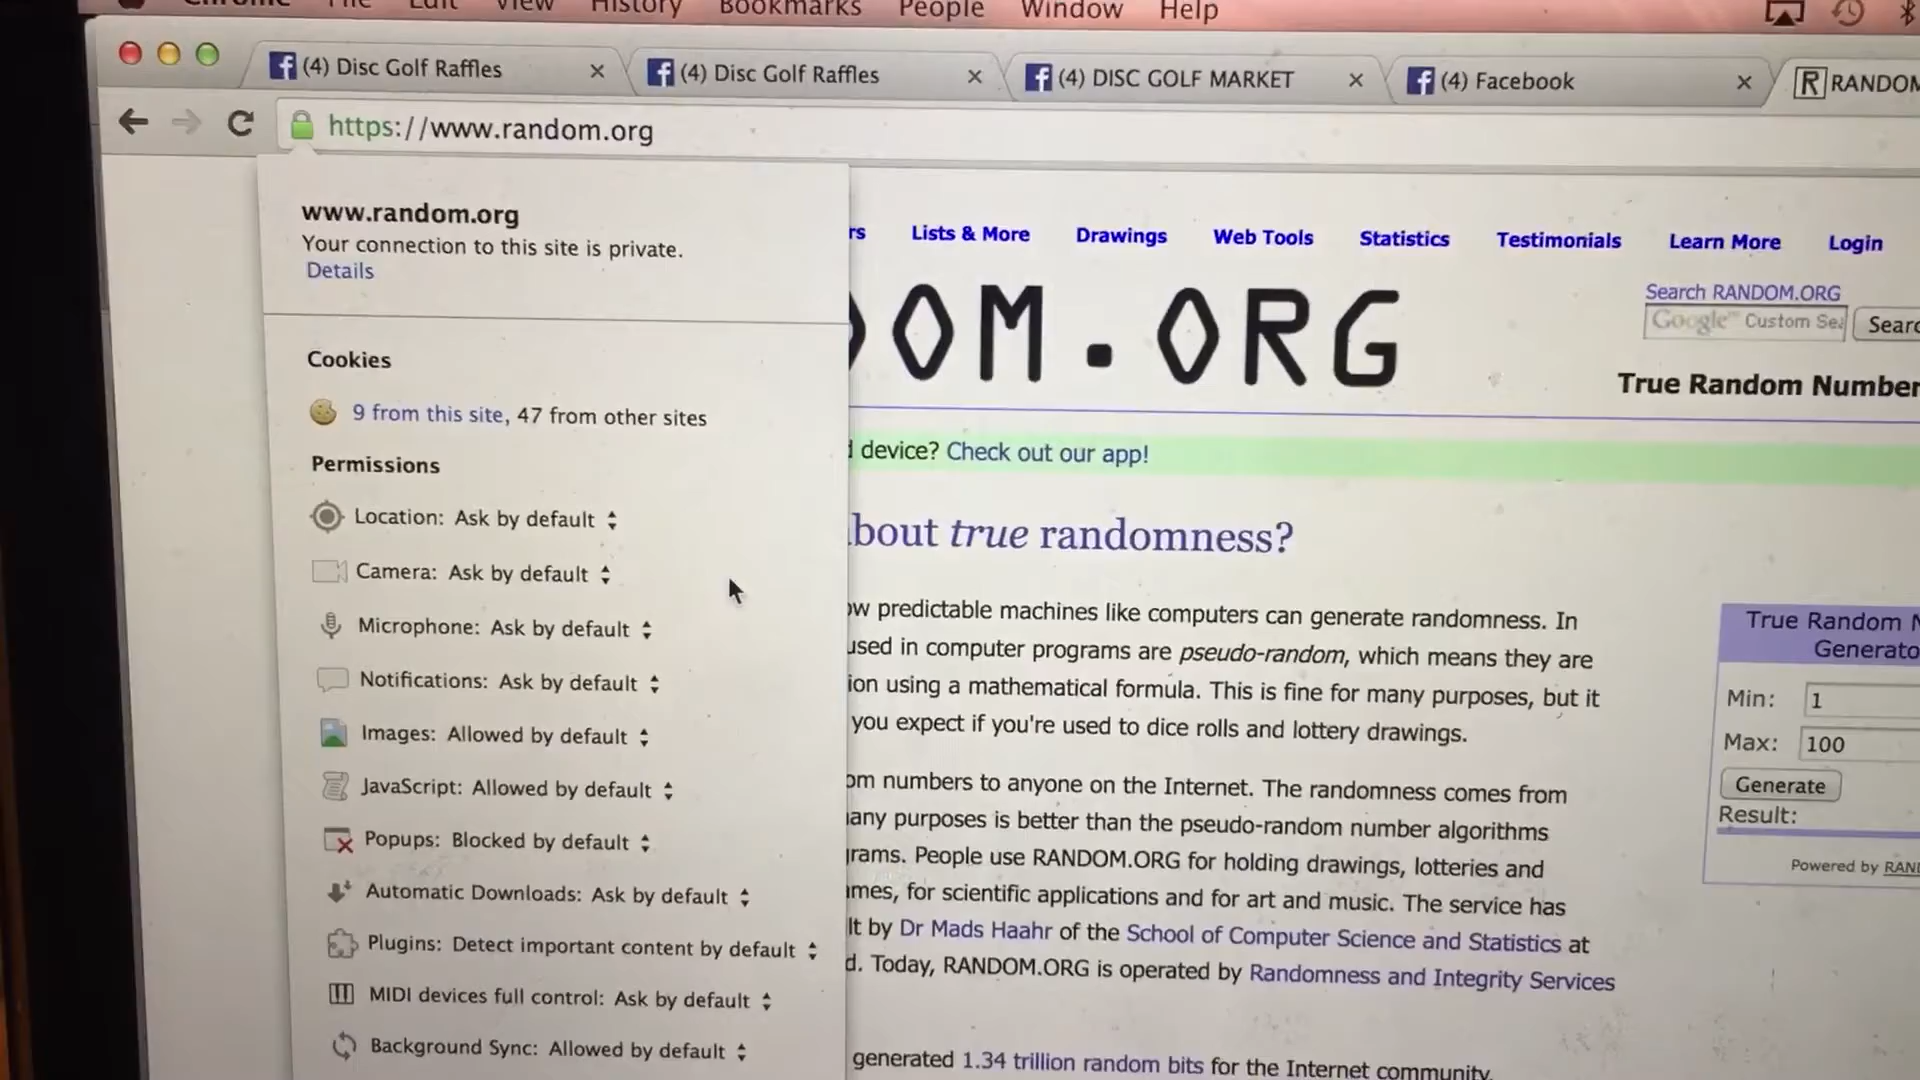 Chrome File Edit View History Bookmarks People Window Help
(4) Disc Golf Raffles
(4) Disc Golf Raffles
(4) DISC GOLF MARKET
(4) Facebook
RANDOM
https://www.random.org
www.random.org
Your connection to this site is private.
Details
Cookies
9 from this site, 47 from other sites
Permissions
Location: Ask by default
Camera: Ask by default
Microphone: Ask by default
Notifications: Ask by default
Images: Allowed by default
JavaScript: Allowed by default
Popups: Blocked by default
Automatic Downloads: Ask by default
Plugins: Detect important content by default
MIDI devices full control: Ask by default
Background Sync: Allowed by default
rs Lists & More Drawings Web Tools Statistics Testimonials Learn More Login
Search RANDOM.ORG
Google™ Custom Sea
Searc
DOM.ORG
True Random Number
device? Check out our app!
bout true randomness?
ow predictable machines like computers can generate randomness. In
used in computer programs are pseudo-random, which means they are
ion using a mathematical formula. This is fine for many purposes, but it
you expect if you're used to dice rolls and lottery drawings.
om numbers to anyone on the Internet. The randomness comes from
any purposes is better than the pseudo-random number algorithms
grams. People use RANDOM.ORG for holding drawings, lotteries and
ames, for scientific applications and for art and music. The service has
lt by Dr Mads Haahr of the School of Computer Science and Statistics at
d. Today, RANDOM.ORG is operated by Randomness and Integrity Services
generated 1.34 trillion random bits for the Internet community.
True Random N
Generato
Min: 1
Max: 100
Generate
Result:
Powered by RAN